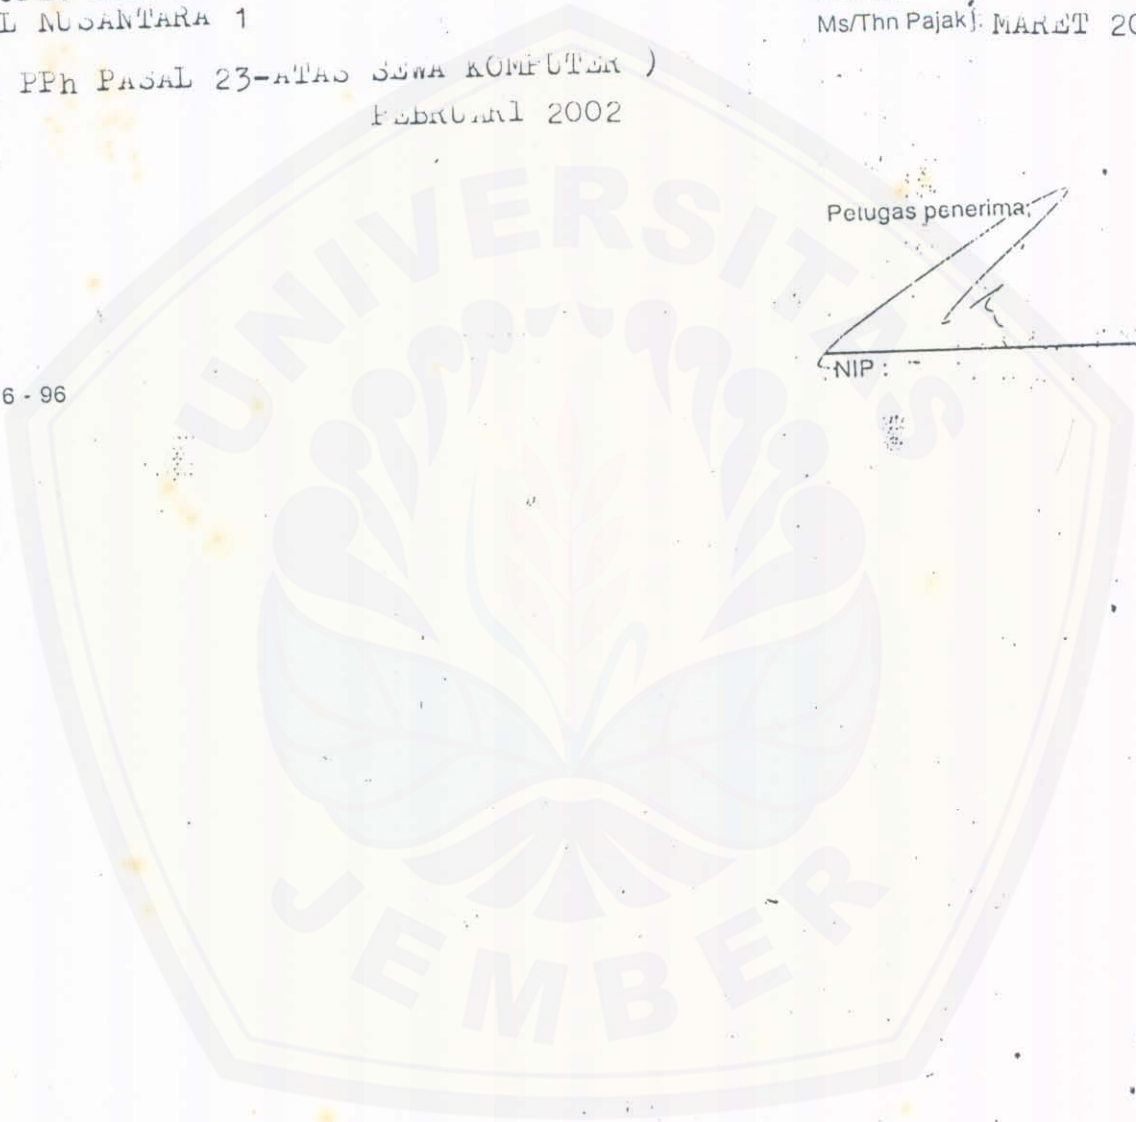 L NUSANTARA 1
Ms/Thn Pajak : MARET 20
PPh PASAL 23-ATAS SEWA KOMPUTER )
FEBRUARI 2002
Petugas penerima;
NIP : -
6 - 96
UNIVERSITAS
JEMBER